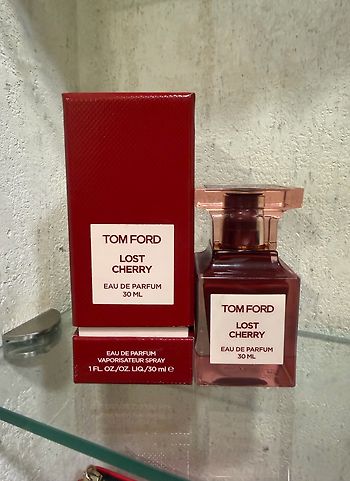 TOM FORD
LOST
CHERRY
EAU DE PARFUM
30 ML
EAU DE PARFUM
VAPORISATEUR SPRAY
1 FL. OZ./OZ. LIQ./30 ml e
TOM FORD
LOST
CHERRY
EAU DE PARFUM
30 ML